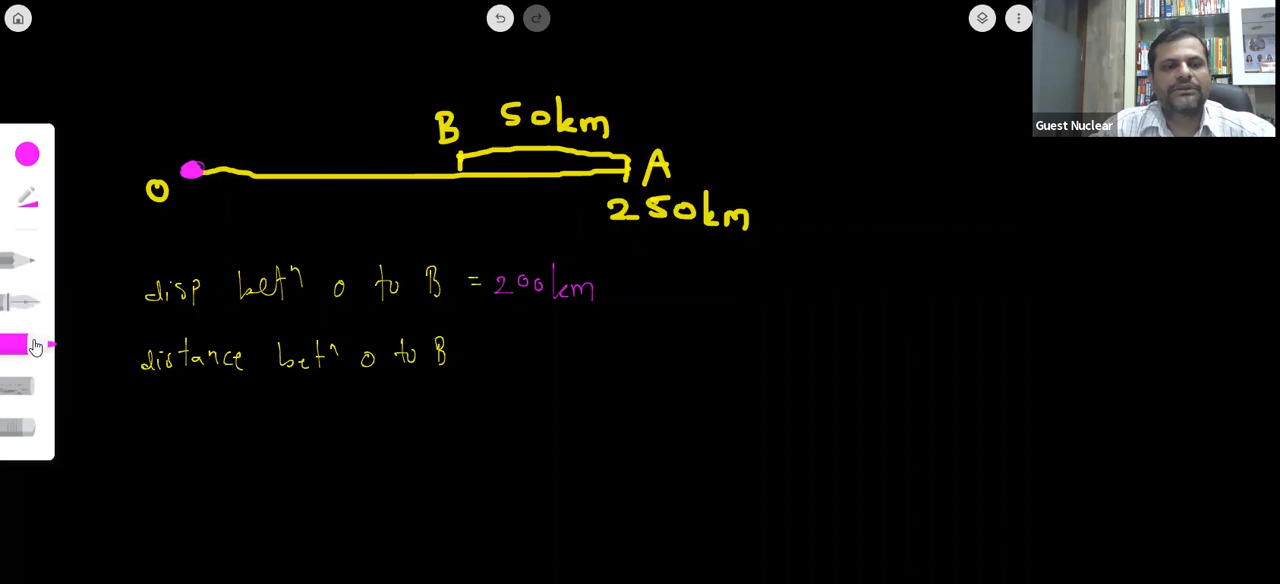 B 50km
A
O
250km
disp betⁿ o to B = 200km
distance betⁿ o to B
Guest Nuclear